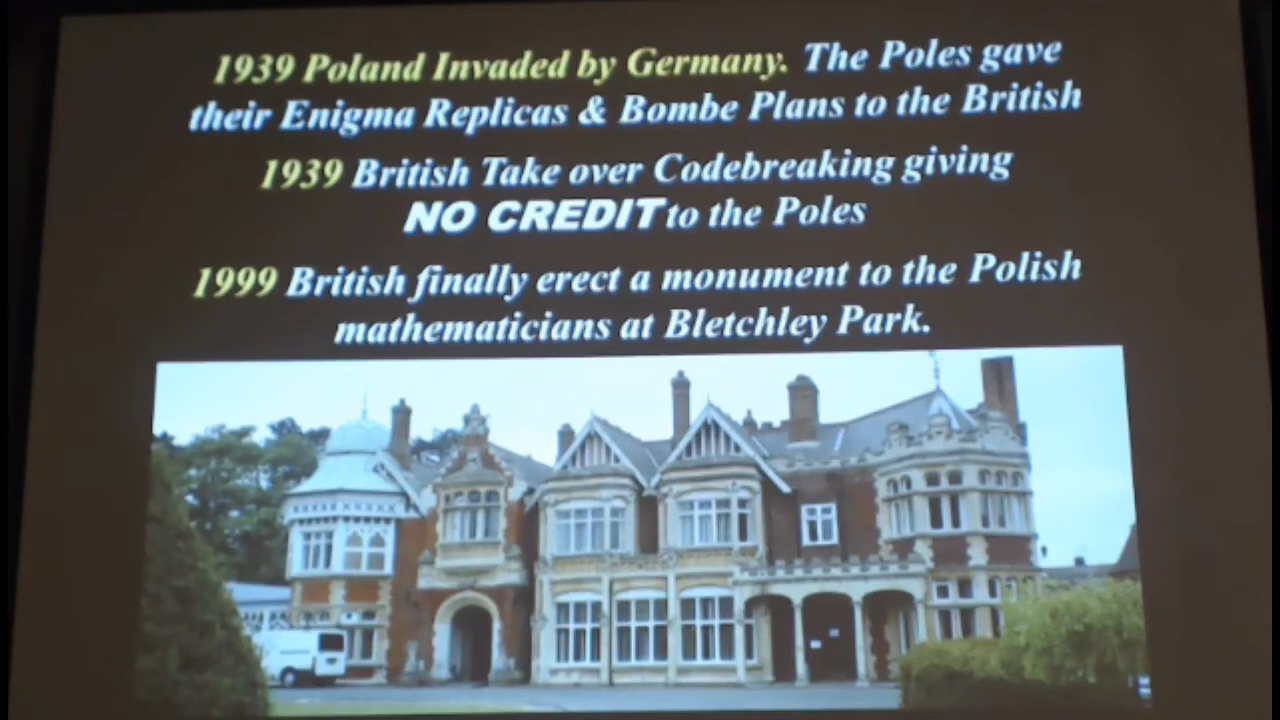 1939 Poland Invaded by Germany. The Poles gave
their Enigma Replicas & Bombe Plans to the British
1939 British Take over Codebreaking giving
NO CREDIT to the Poles
1999 British finally erect a monument to the Polish
mathematicians at Bletchley Park.